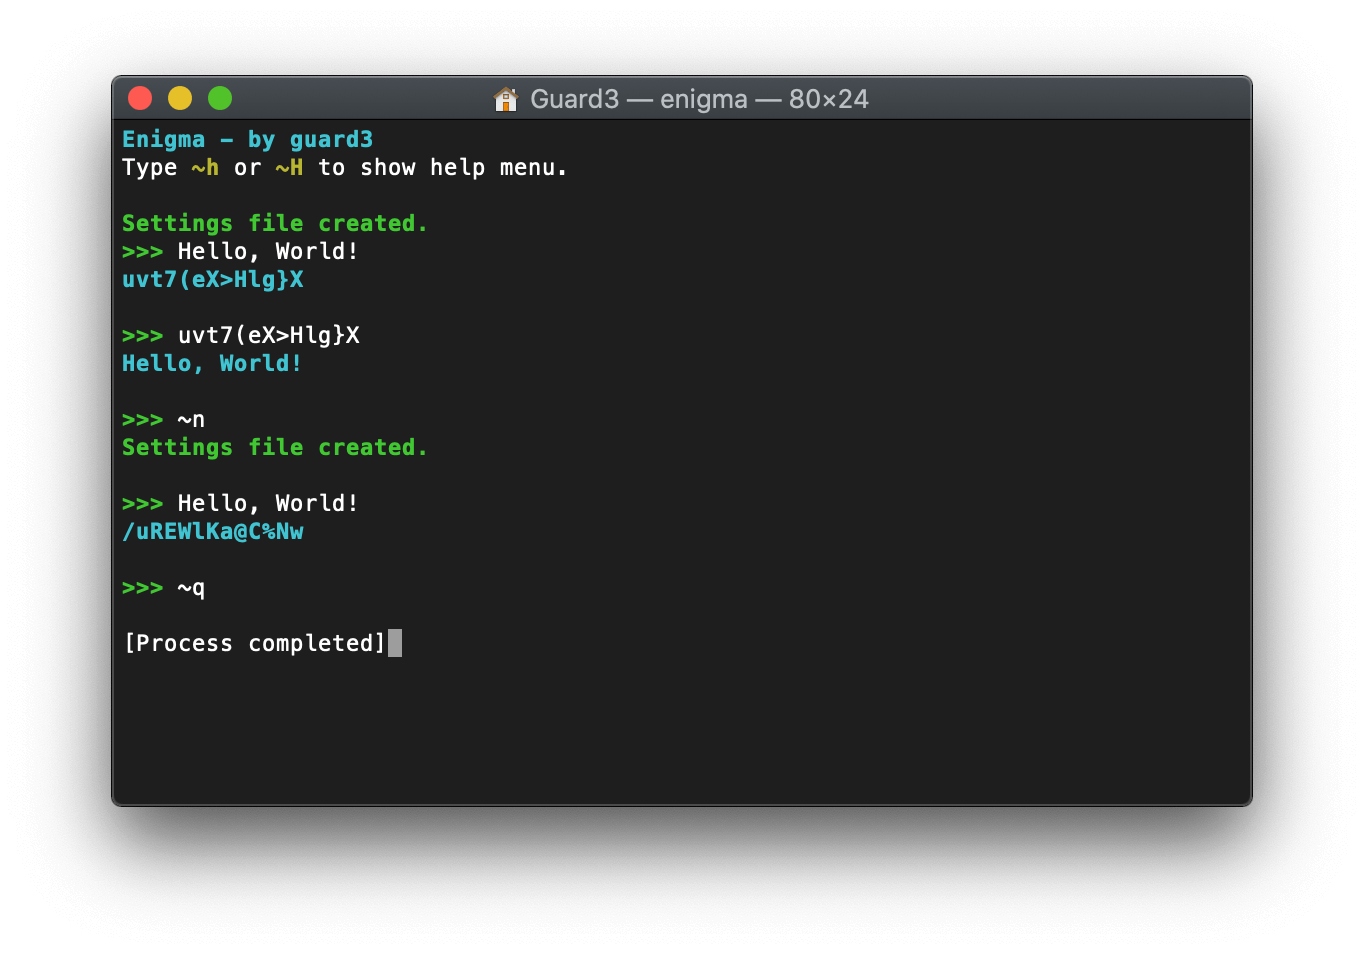 Guard3 — enigma — 80×24
Enigma - by guard3
Type ~h or ~H to show help menu.
Settings file created.
>>> Hello, World!
uvt7(eX>Hlg}X
>>> uvt7(eX>Hlg}X
Hello, World!
>>> ~n
Settings file created.
>>> Hello, World!
/uREWlKa@C%Nw
>>> ~q
[Process completed]